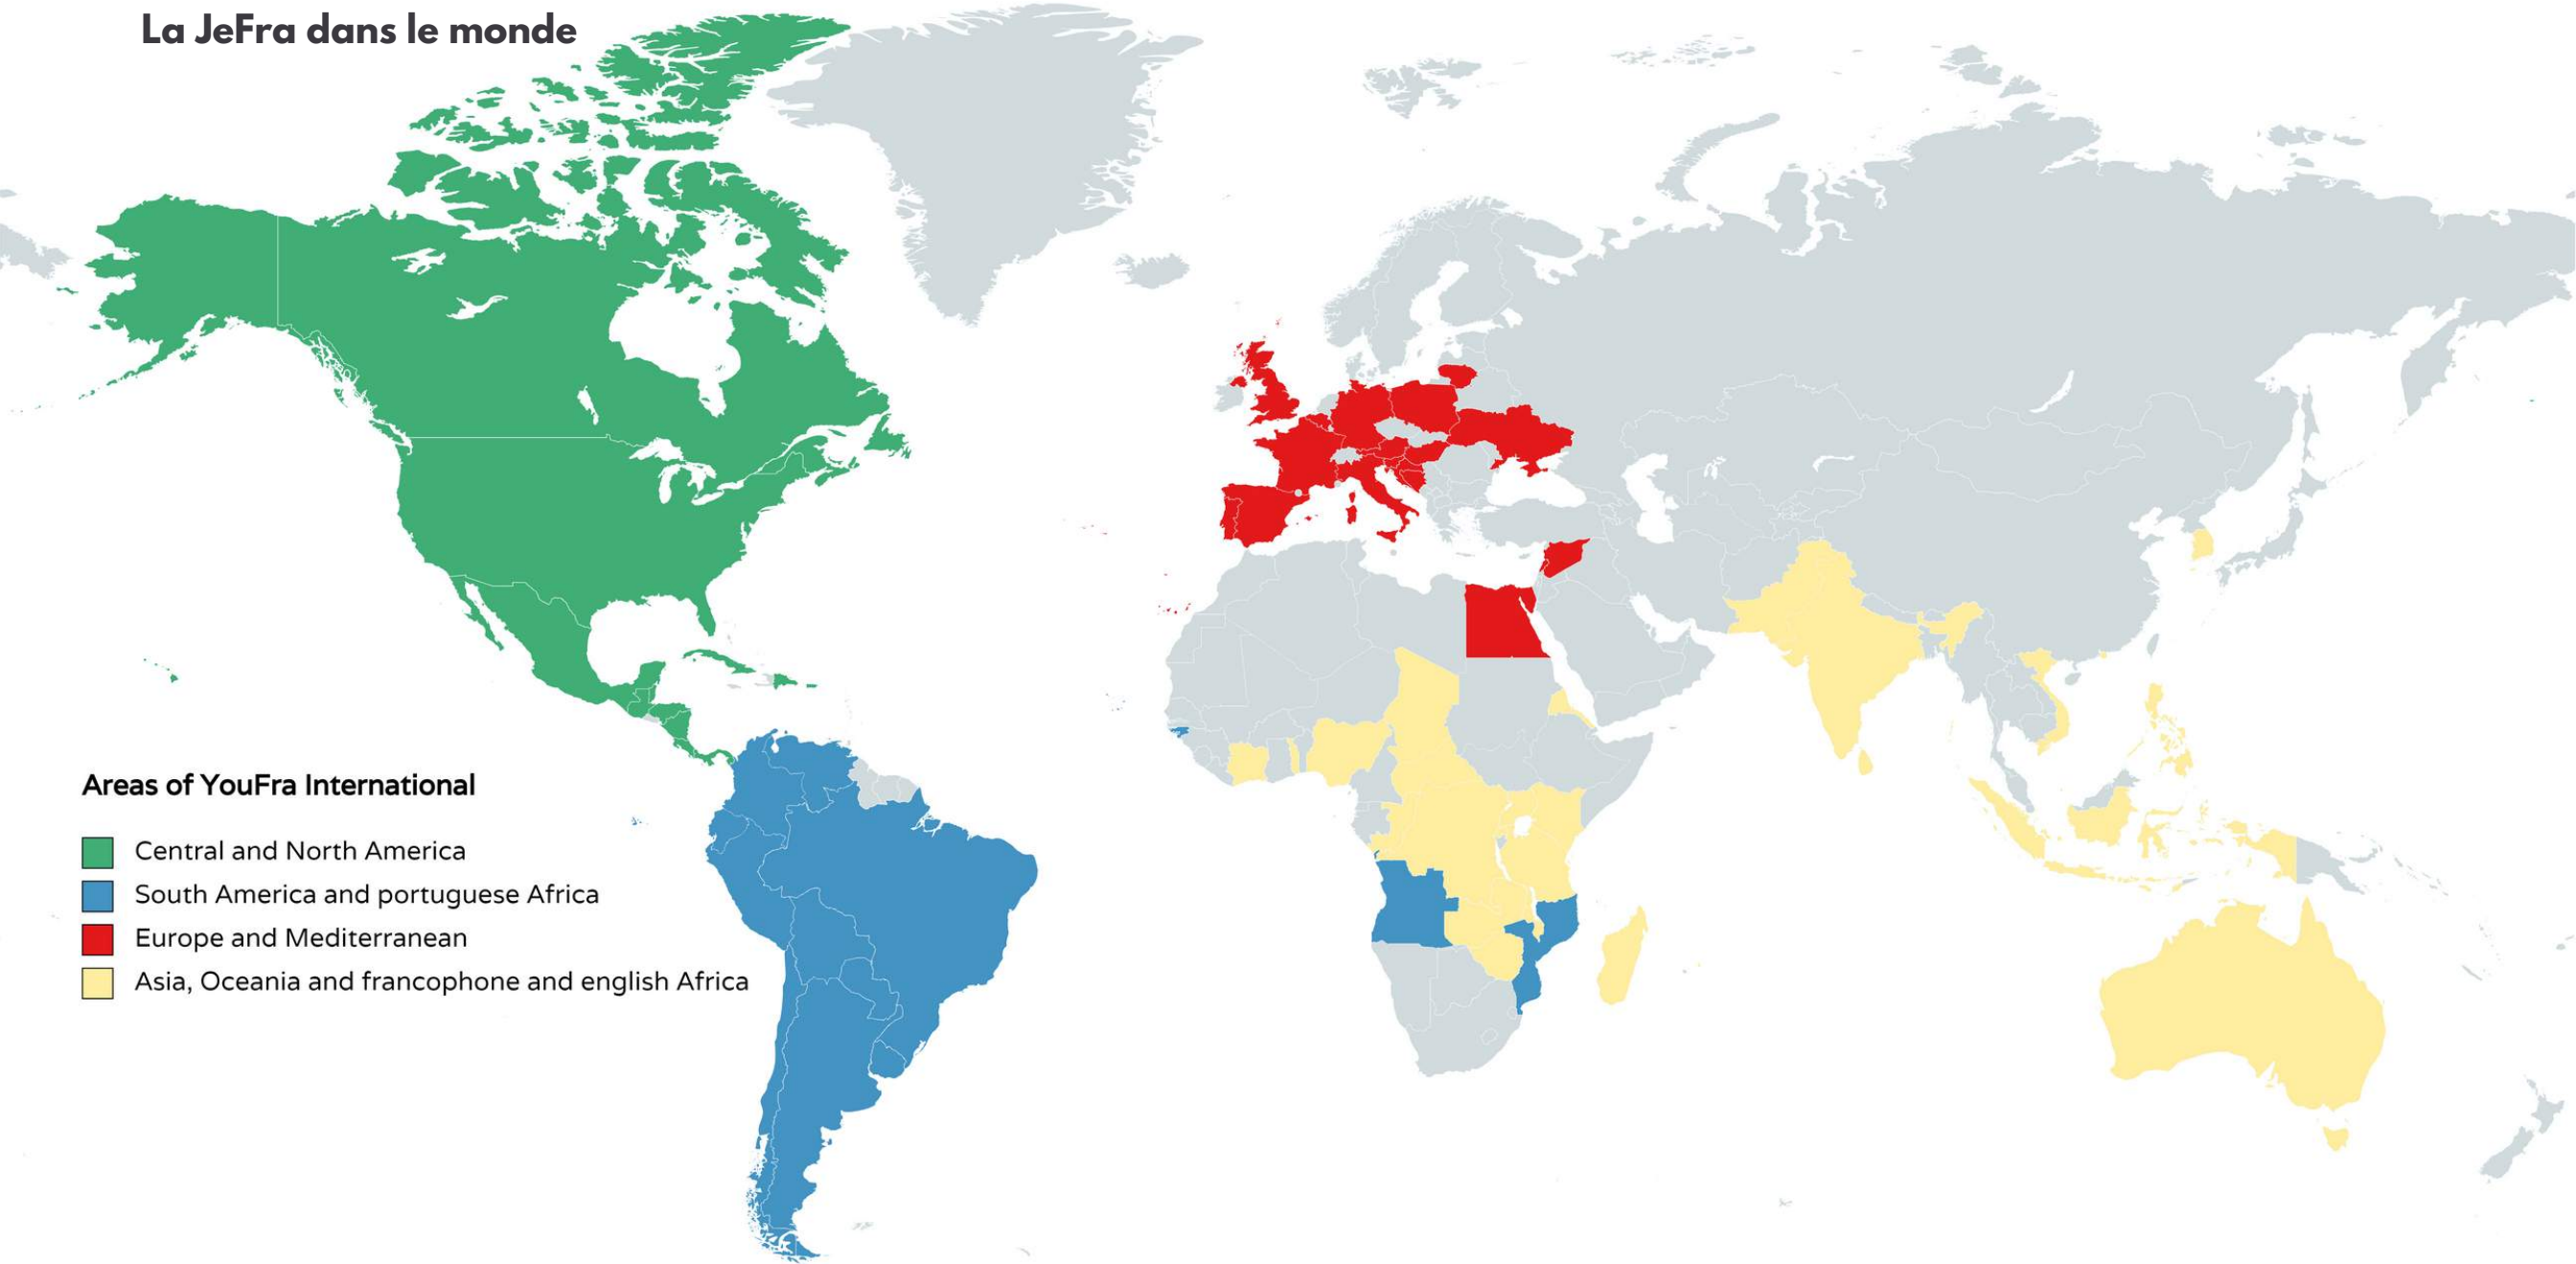 La JeFra dans le monde
Areas of YouFra International
Central and North America
South America and portuguese Africa
Europe and Mediterranean
Asia, Oceania and francophone and english Africa